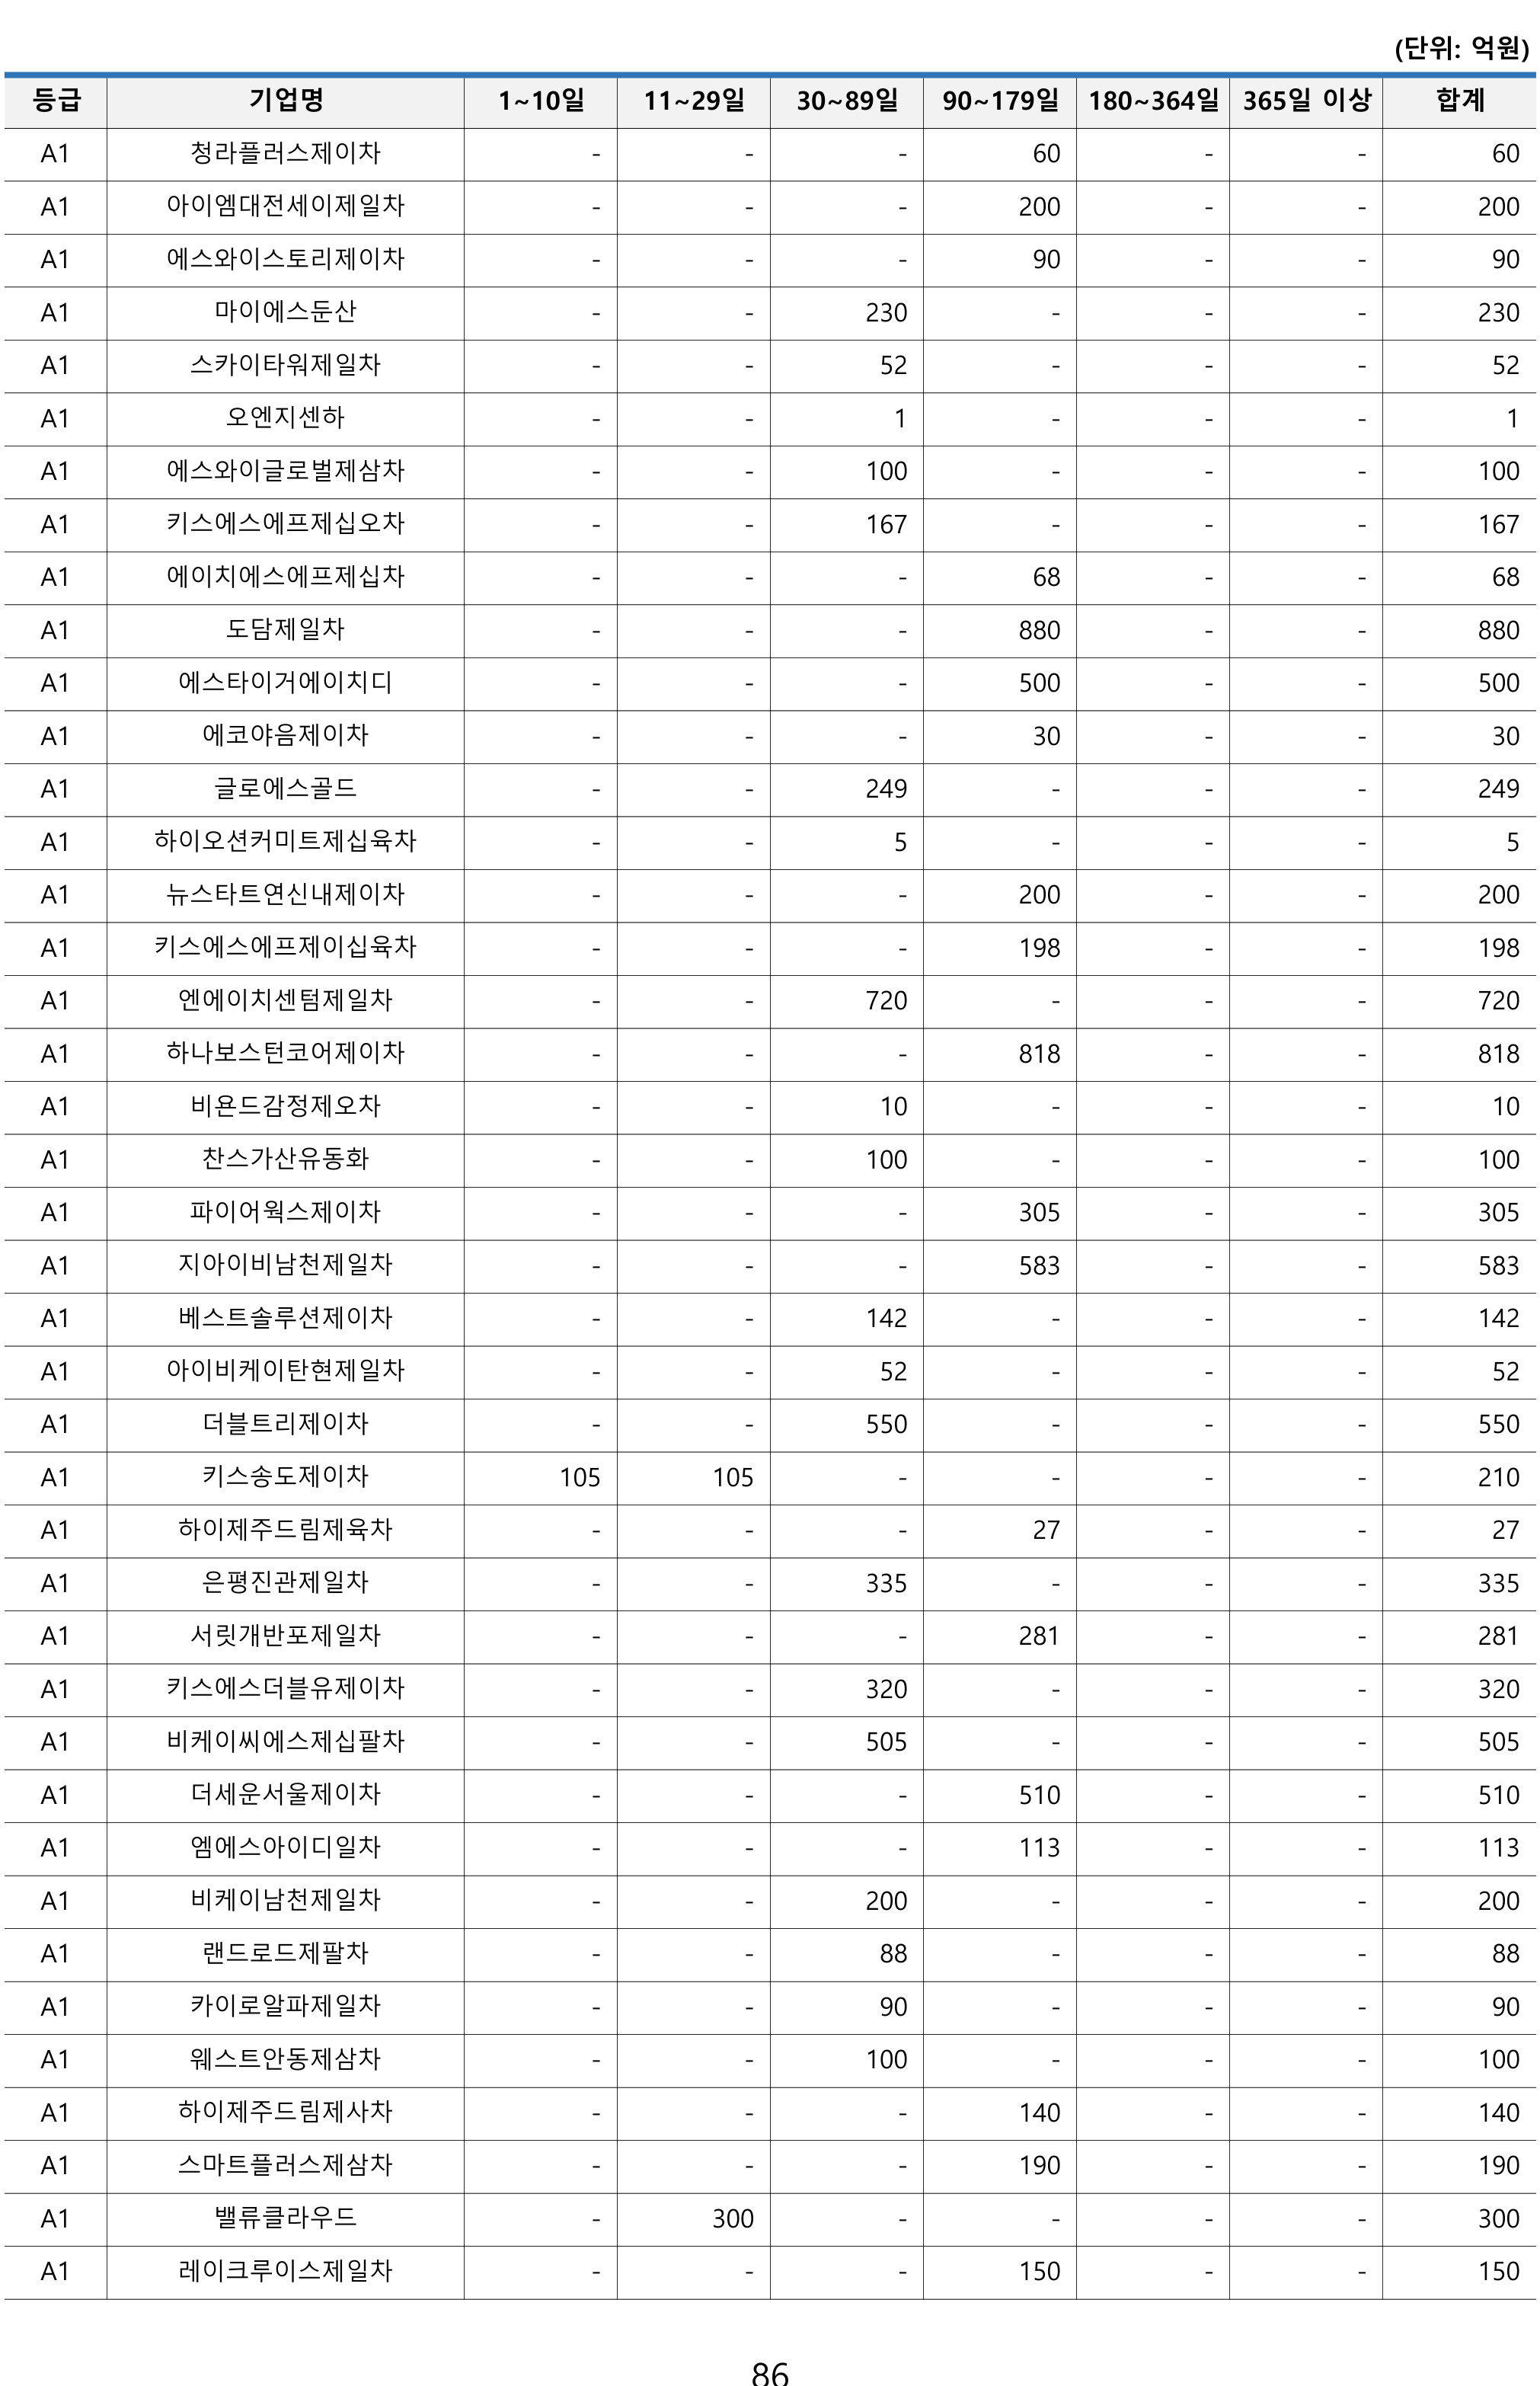 (단위: 억원)
등급 기업명 1~10일 11~29일 30~89일 90~179일 180~364일 365일 이상 합계
A1 청라플러스제이차 - - - 60 - - 60
A1 아이엠대전세이제일차 - - - 200 - - 200
A1 에스와이스토리제이차 - - - 90 - - 90
A1 마이에스둔산 - - 230 - - - 230
A1 스카이타워제일차 - - 52 - - - 52
A1 오엔지센하 - - 1 - - - 1
A1 에스와이글로벌제삼차 - - 100 - - - 100
A1 키스에스에프제십오차 - - 167 - - - 167
A1 에이치에스에프제십차 - - - 68 - - 68
A1 도담제일차 - - - 880 - - 880
A1 에스타이거에이치디 - - - 500 - - 500
A1 에코야음제이차 - - - 30 - - 30
A1 글로에스골드 - - 249 - - - 249
A1 하이오션커미트제십육차 - - 5 - - - 5
A1 뉴스타트연신내제이차 - - - 200 - - 200
A1 키스에스에프제이십육차 - - - 198 - - 198
A1 엔에이치센텀제일차 - - 720 - - - 720
A1 하나보스턴코어제이차 - - - 818 - - 818
A1 비욘드감정제오차 - - 10 - - - 10
A1 찬스가산유동화 - - 100 - - - 100
A1 파이어웍스제이차 - - - 305 - - 305
A1 지아이비남천제일차 - - - 583 - - 583
A1 베스트솔루션제이차 - - 142 - - - 142
A1 아이비케이탄현제일차 - - 52 - - - 52
A1 더블트리제이차 - - 550 - - - 550
A1 키스송도제이차 105 105 - - - - 210
A1 하이제주드림제육차 - - - 27 - - 27
A1 은평진관제일차 - - 335 - - - 335
A1 서릿개반포제일차 - - - 281 - - 281
A1 키스에스더블유제이차 - - 320 - - - 320
A1 비케이씨에스제십팔차 - - 505 - - - 505
A1 더세운서울제이차 - - - 510 - - 510
A1 엠에스아이디일차 - - - 113 - - 113
A1 비케이남천제일차 - - 200 - - - 200
A1 랜드로드제팔차 - - 88 - - - 88
A1 카이로알파제일차 - - 90 - - - 90
A1 웨스트안동제삼차 - - 100 - - - 100
A1 하이제주드림제사차 - - - 140 - - 140
A1 스마트플러스제삼차 - - - 190 - - 190
A1 밸류클라우드 - 300 - - - - 300
A1 레이크루이스제일차 - - - 150 - - 150
86